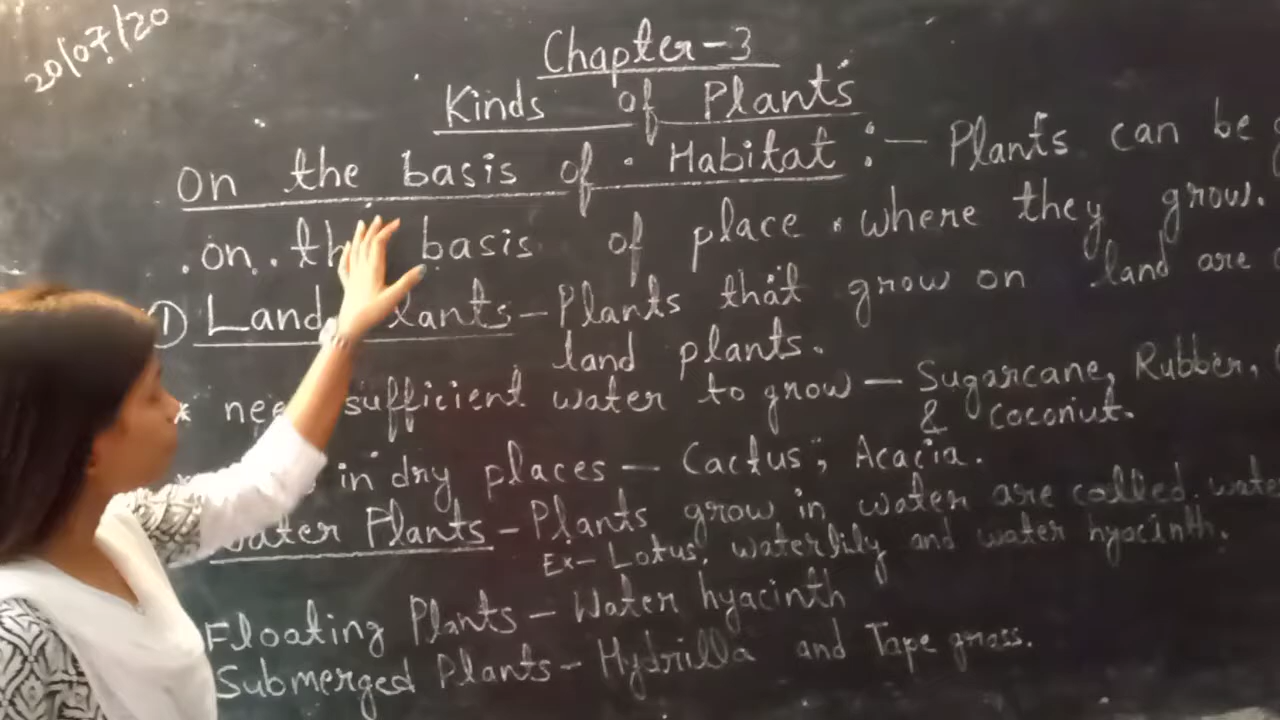 20/07/20
Chapter-3
Kinds of Plants
On the basis of Habitat :- Plants can be
on the basis of place where they grow.
① Land lants - Plants that grow on land are
land plants.
* need sufficient water to grow - Sugarcane, Rubber,
& Coconut.
in dry places - Cactus, Acacia.
Water Plants - Plants grow in water are called water
Ex- Lotus, waterlily and water hyacinth.
Floating Plants - Water hyacinth
Submerged Plants - Hydrilla and Tape grass.